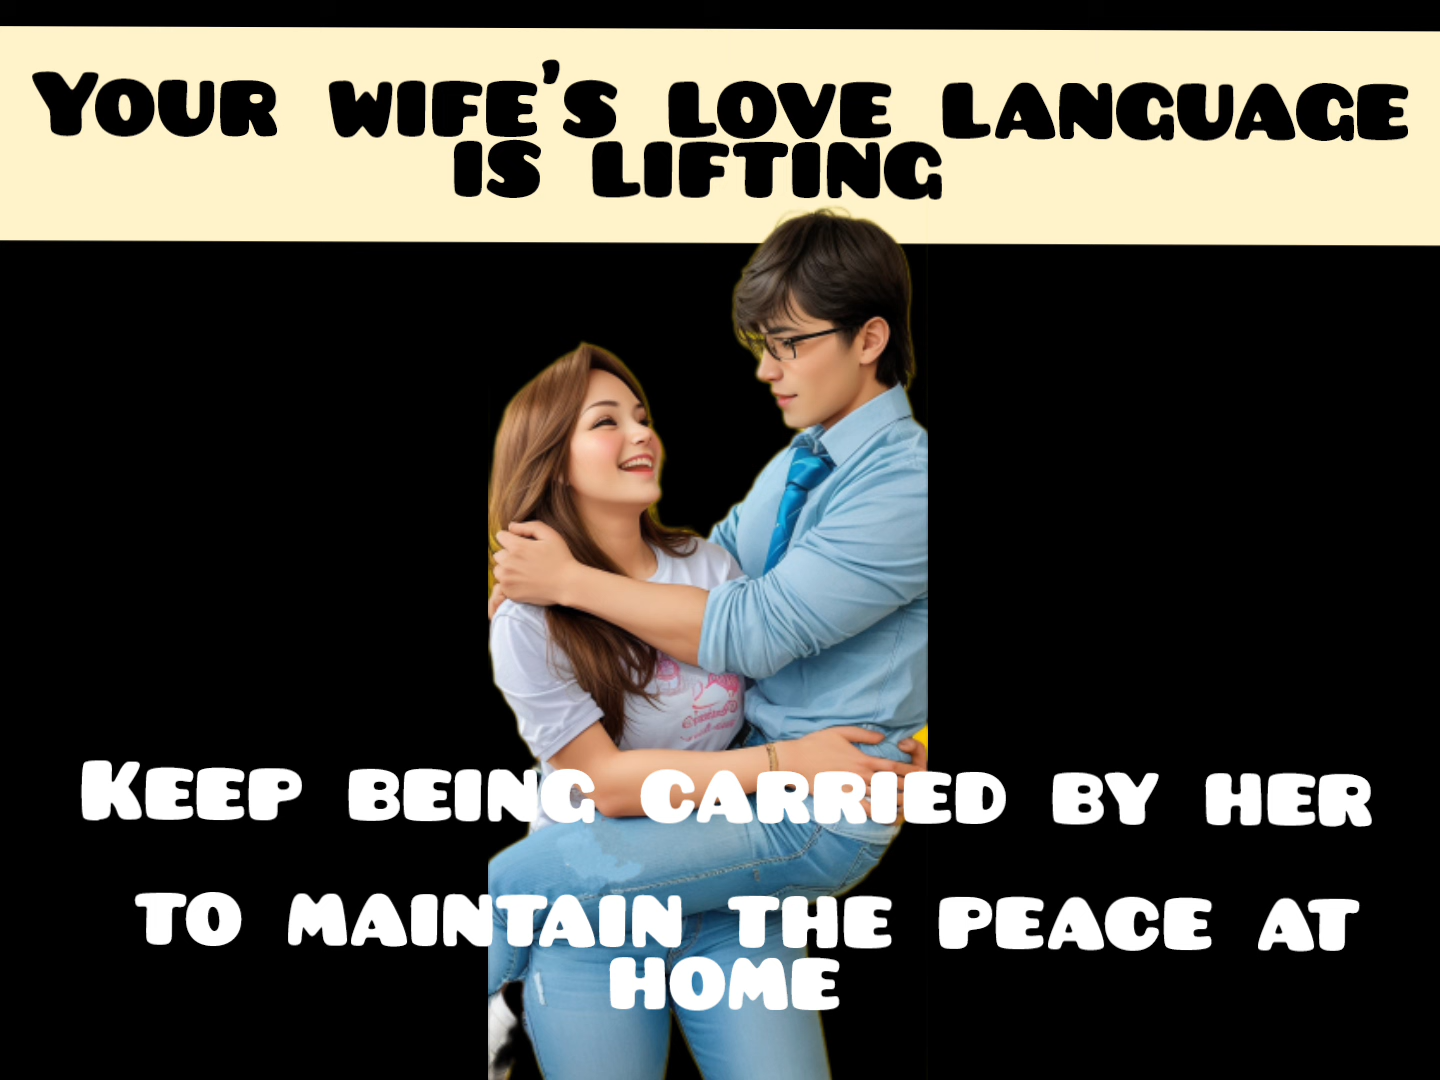 Your wife's love language
is lifting
Keep being carried by her
to maintain the peace at
home